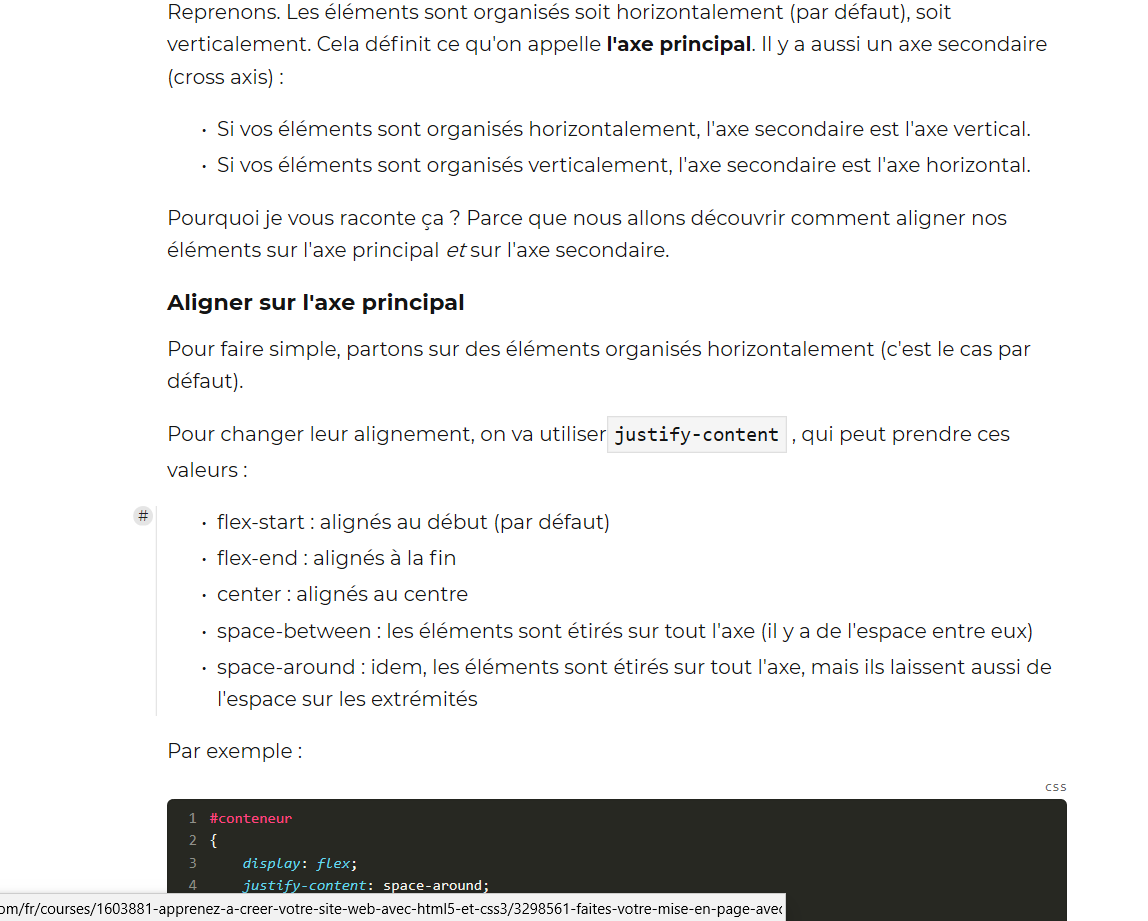 Reprenons. Les éléments sont organisés soit horizontalement (par défaut), soit
verticalement. Cela définit ce qu'on appelle l'axe principal. Il y a aussi un axe secondaire
(cross axis) :
• Si vos éléments sont organisés horizontalement, l'axe secondaire est l'axe vertical.
• Si vos éléments sont organisés verticalement, l'axe secondaire est l'axe horizontal.
Pourquoi je vous raconte ça ? Parce que nous allons découvrir comment aligner nos
éléments sur l'axe principal et sur l'axe secondaire.
Aligner sur l'axe principal
Pour faire simple, partons sur des éléments organisés horizontalement (c'est le cas par
défaut).
Pour changer leur alignement, on va utiliser justify-content , qui peut prendre ces
valeurs :
# • flex-start : alignés au début (par défaut)
• flex-end : alignés à la fin
• center : alignés au centre
• space-between : les éléments sont étirés sur tout l'axe (il y a de l'espace entre eux)
• space-around : idem, les éléments sont étirés sur tout l'axe, mais ils laissent aussi de
l'espace sur les extrémités
Par exemple :
css
1 #conteneur
2 {
3 display: flex;
4 justify-content: space-around;
om/fr/courses/1603881-apprenez-a-creer-votre-site-web-avec-html5-et-css3/3298561-faites-votre-mise-en-page-avec